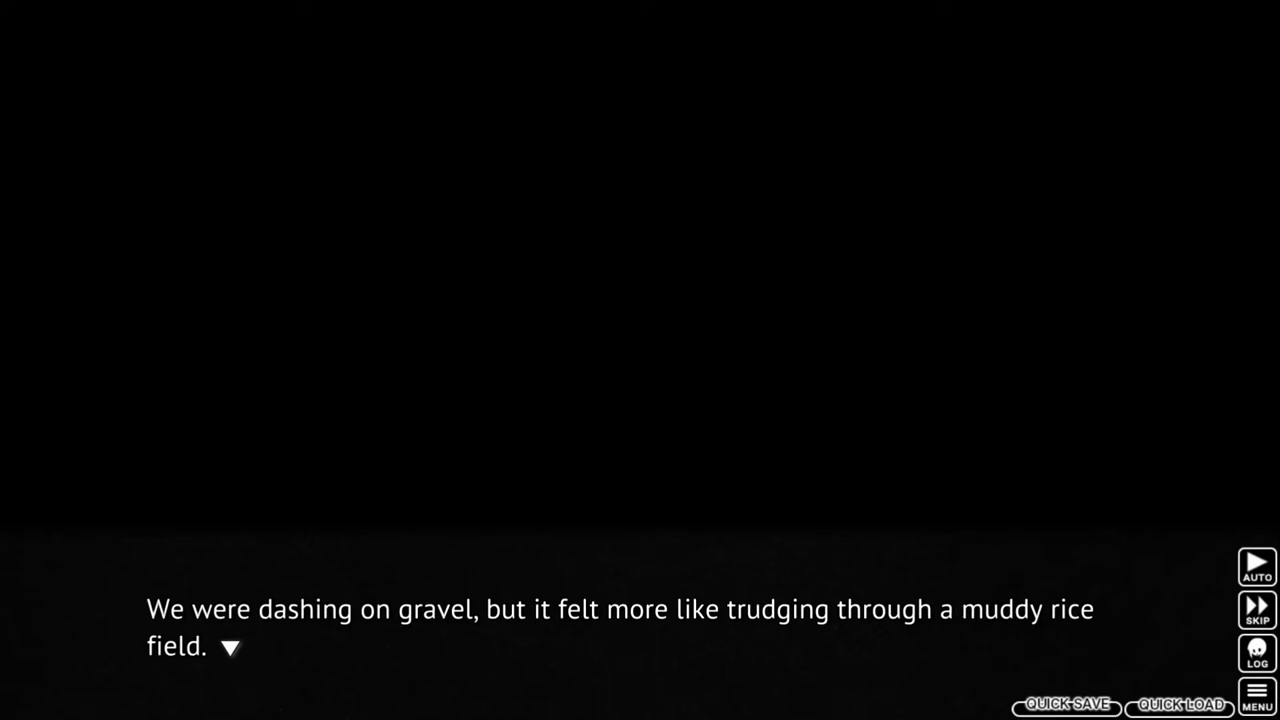 We were dashing on gravel, but it felt more like trudging through a muddy rice
field.
AUTO
SKIP
LOG
MENU
QUICK SAVE QUICK LOAD